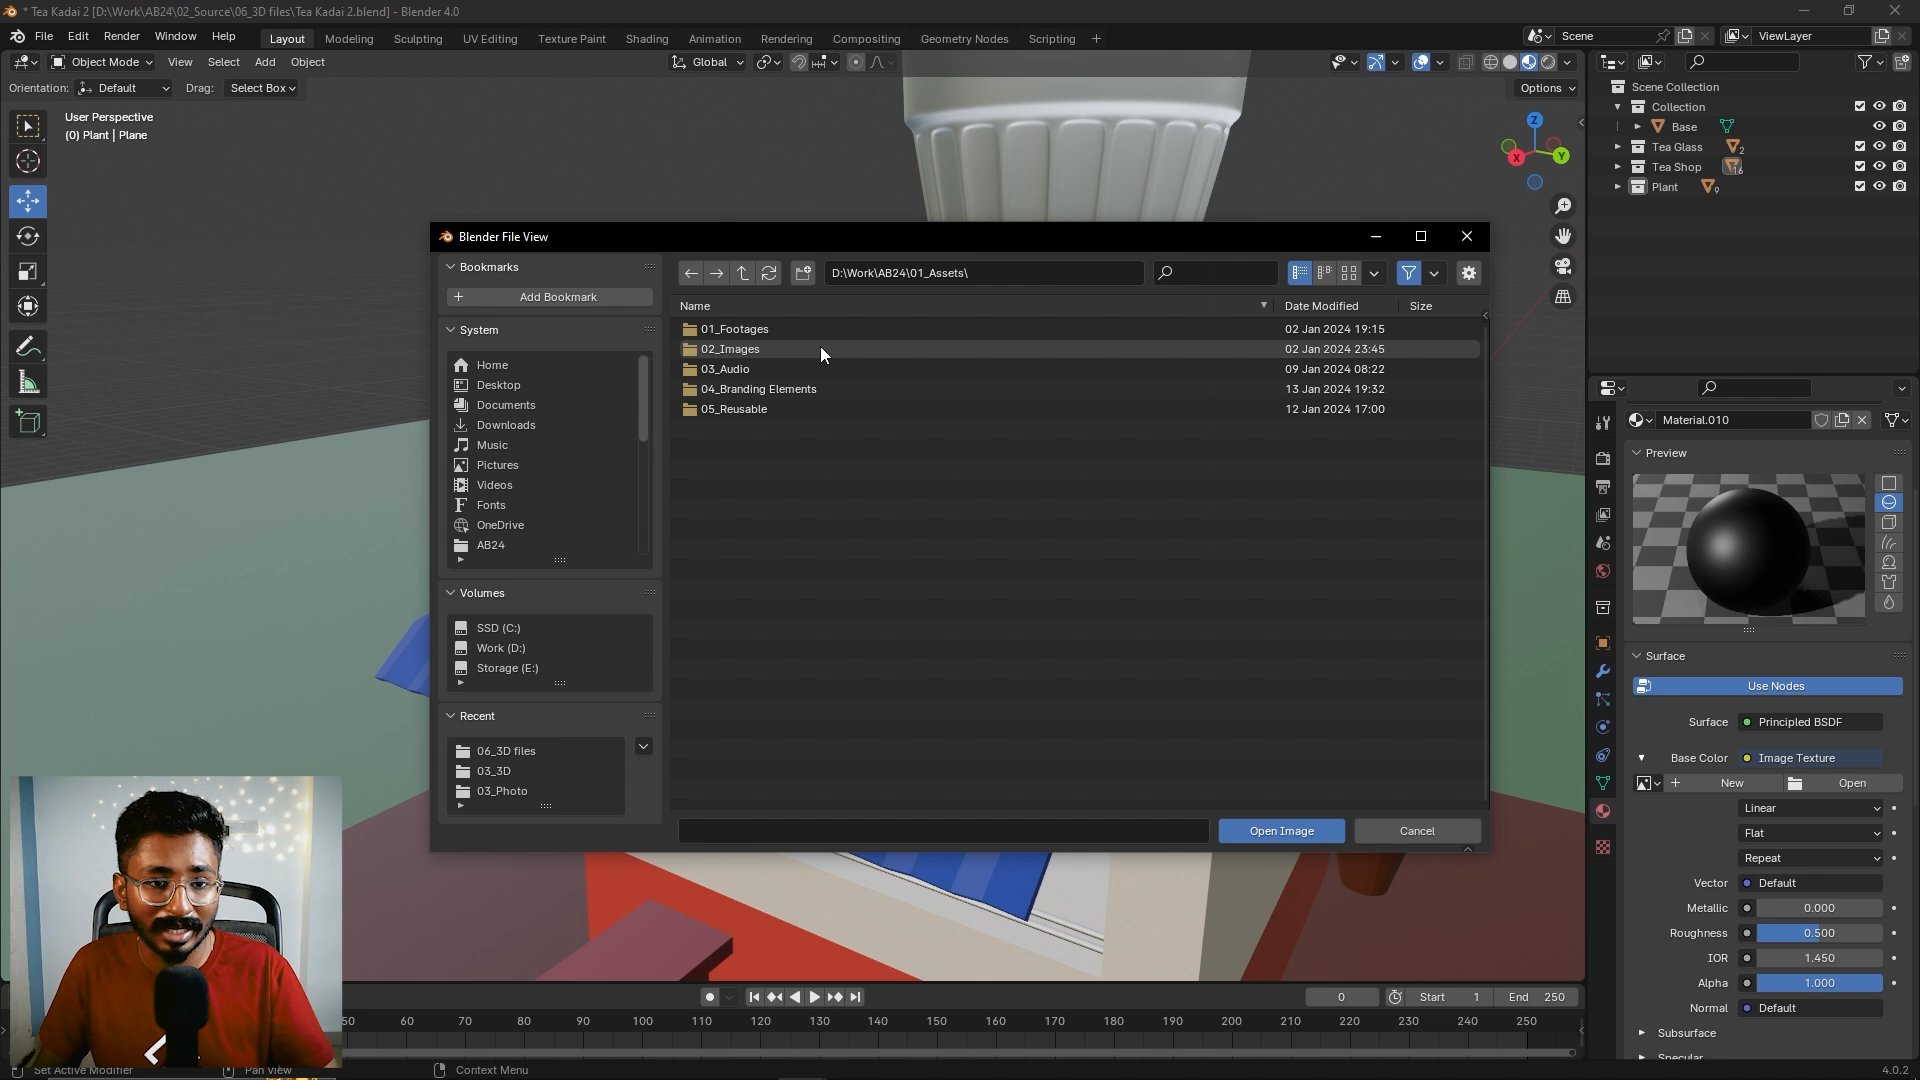 * Tea Kadai 2 [D:\Work\AB24\02_Source\06_3D files\Tea Kadai 2.blend] - Blender 4.0
File Edit Render Window Help
Layout Modeling Sculpting UV Editing Texture Paint Shading Animation Rendering Compositing Geometry Nodes Scripting +
Scene
ViewLayer
Object Mode View Select Add Object
Global
Orientation: Default Drag: Select Box
Options
User Perspective
(0) Plant | Plane
Z
X
Y
Scene Collection
Collection
Base
Tea Glass 2
Tea Shop 16
Plant 9
Blender File View
Bookmarks
+ Add Bookmark
System
Home
Desktop
Documents
Downloads
Music
Pictures
Videos
Fonts
OneDrive
AB24
Volumes
SSD (C:)
Work (D:)
Storage (E:)
Recent
06_3D files
03_3D
03_Photo
D:\Work\AB24\01_Assets\
Name Date Modified Size
01_Footages 02 Jan 2024 19:15
02_Images 02 Jan 2024 23:45
03_Audio 09 Jan 2024 08:22
04_Branding Elements 13 Jan 2024 19:32
05_Reusable 12 Jan 2024 17:00
Open Image Cancel
Material.010
Preview
Surface
Use Nodes
Surface Principled BSDF
Base Color Image Texture
+ New Open
Linear
Flat
Repeat
Vector Default
Metallic 0.000
Roughness 0.500
IOR 1.450
Alpha 1.000
Normal Default
Subsurface
Specular
0 Start 1 End 250
50 60 70 80 90 100 110 120 130 140 150 160 170 180 190 200 210 220 230 240 250
Set Active Modifier Pan View Context Menu
4.0.2